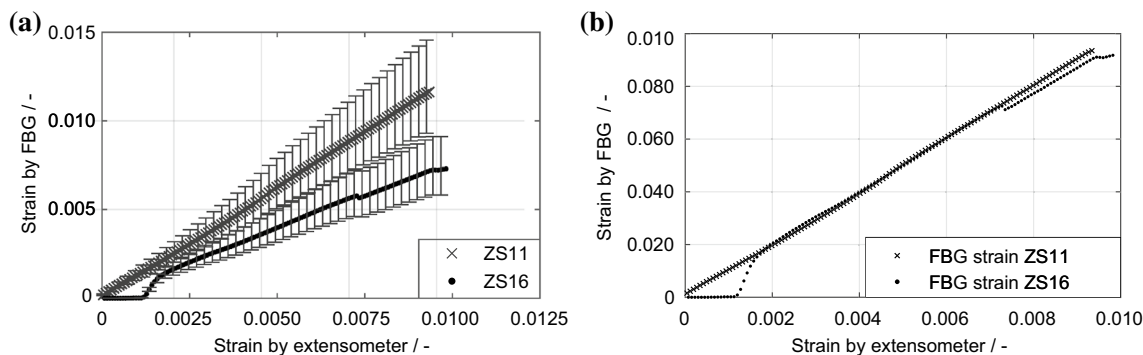 (a)
0.015
0.010
0.005
0
Strain by FBG / -
0 0.0025 0.0050 0.0075 0.0100 0.0125
Strain by extensometer / -
ZS11
ZS16
(b)
0.010
0.080
0.060
0.040
0.020
0
Strain by FBG / -
0 0.002 0.004 0.006 0.008 0.010
Strain by extensometer / -
FBG strain ZS11
FBG strain ZS16